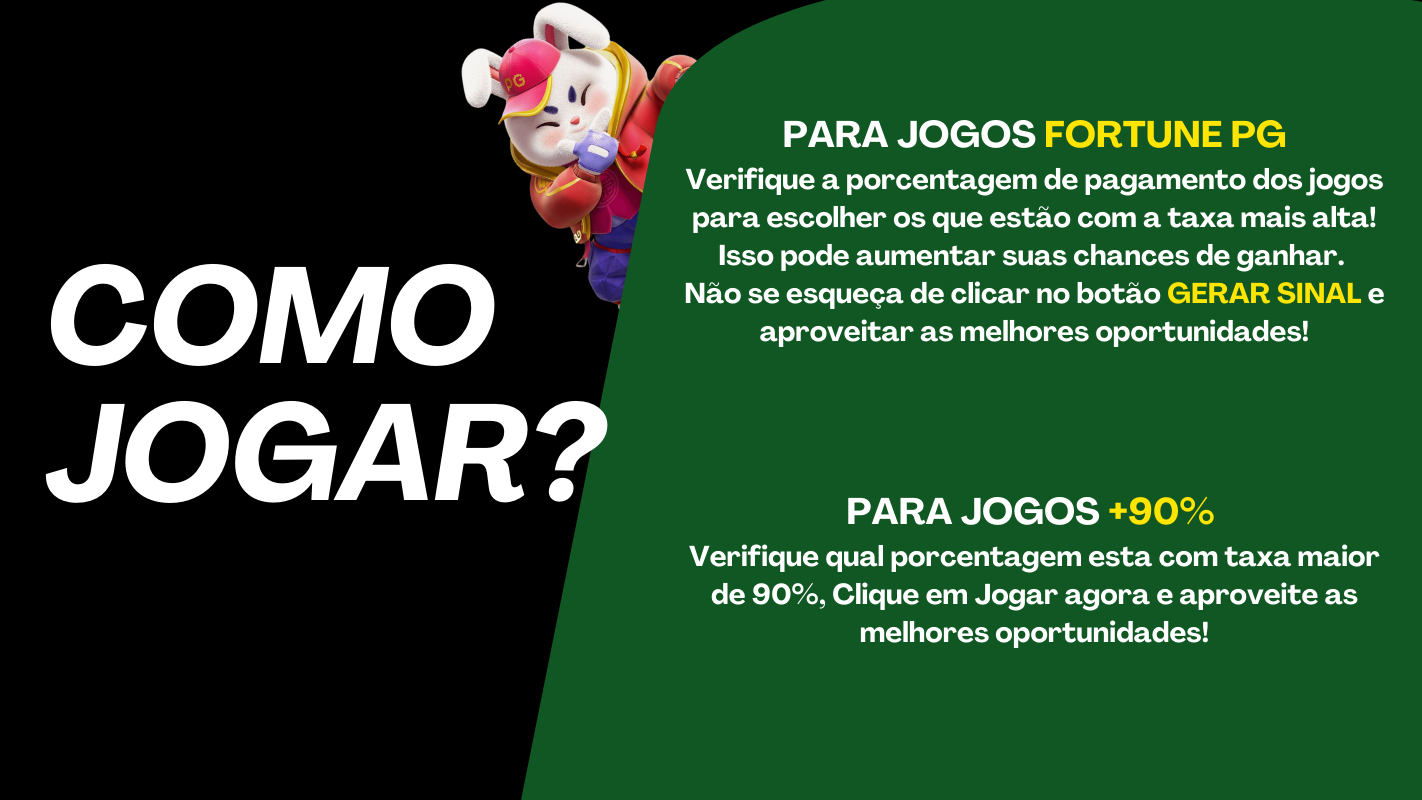 PG
COMO
JOGAR?
PARA JOGOS FORTUNE PG
Verifique a porcentagem de pagamento dos jogos
para escolher os que estão com a taxa mais alta!
Isso pode aumentar suas chances de ganhar.
Não se esqueça de clicar no botão GERAR SINAL e
aproveitar as melhores oportunidades!
PARA JOGOS +90%
Verifique qual porcentagem esta com taxa maior
de 90%, Clique em Jogar agora e aproveite as
melhores oportunidades!